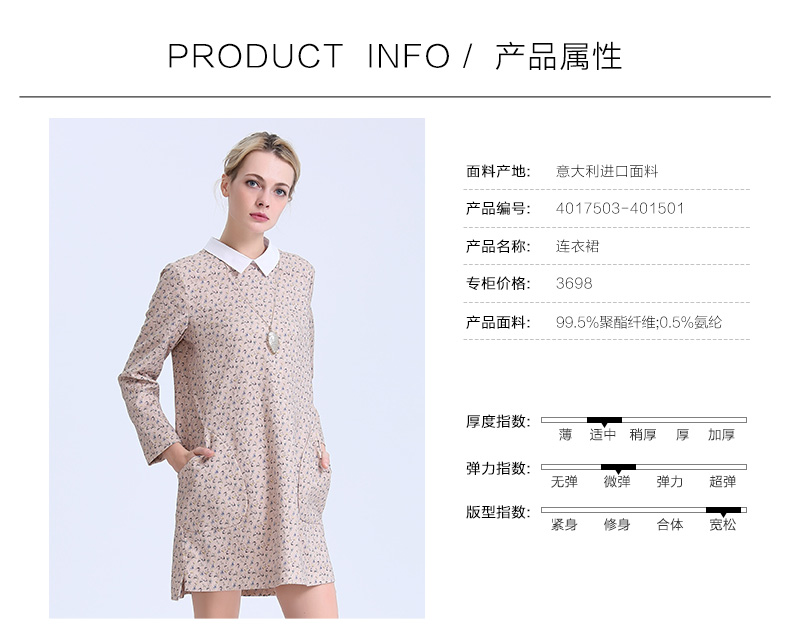 PRODUCT INFO / 产品属性
面料产地: 意大利进口面料
产品编号: 4017503-401501
产品名称: 连衣裙
专柜价格: 3698
产品面料: 99.5%聚酯纤维;0.5%氨纶
厚度指数:
薄 适中 稍厚 厚 加厚
弹力指数:
无弹 微弹 弹力 超弹
版型指数:
紧身 修身 合体 宽松